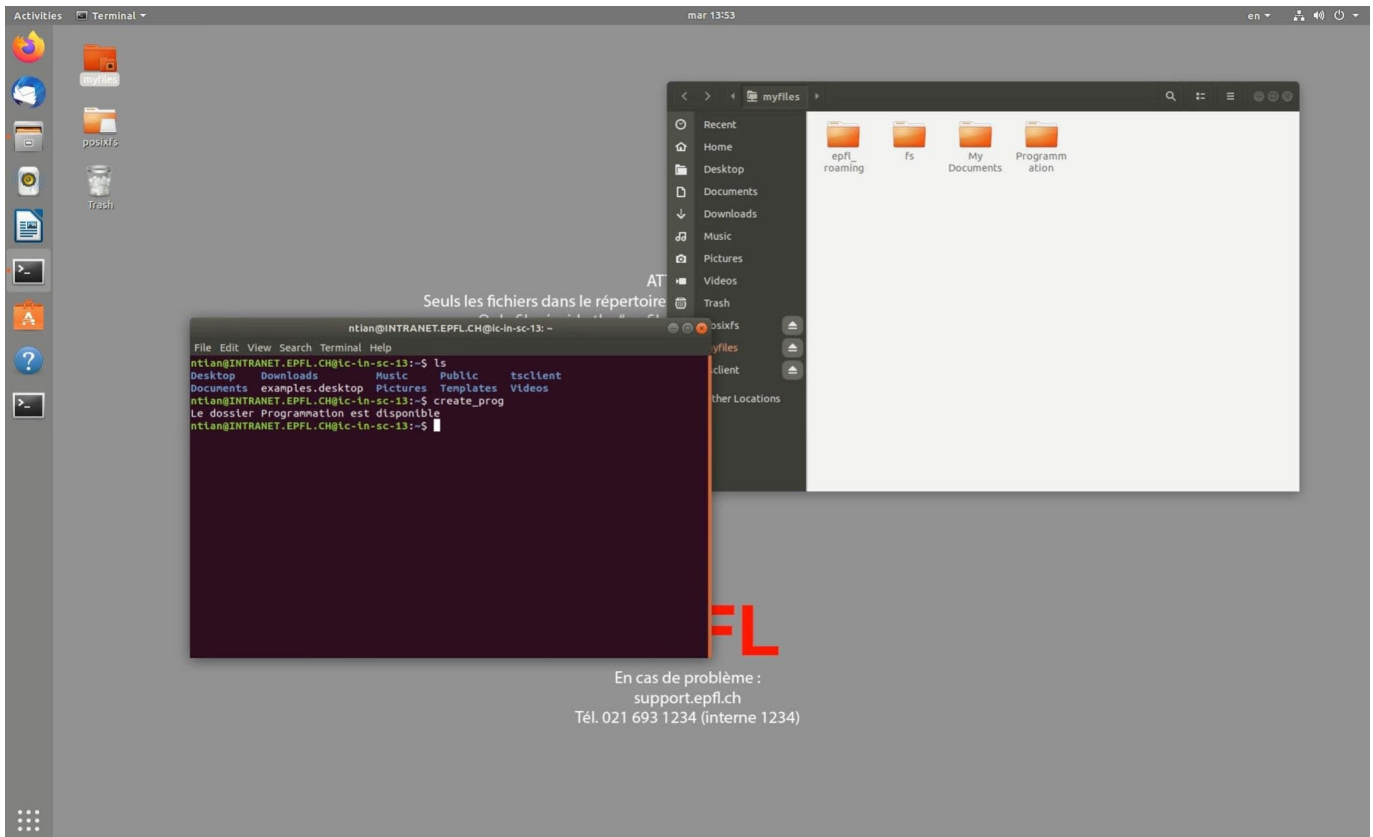 Activities Terminal
mar 13:53
en
myfiles
posixfs
Trash
myfiles
Recent
Home
Desktop
Documents
Downloads
Music
Pictures
Videos
Trash
posixfs
yfiles
client
ther Locations
epfl_
roaming
fs
My
Documents
Programm
ation
AT
Seuls les fichiers dans le répertoire
ntian@INTRANET.EPFL.CH@ic-in-sc-13: ~
File Edit View Search Terminal Help
ntian@INTRANET.EPFL.CH@ic-in-sc-13:~$ ls
Desktop Downloads Music Public tsclient
Documents examples.desktop Pictures Templates Videos
ntian@INTRANET.EPFL.CH@ic-in-sc-13:~$ create_prog
Le dossier Programmation est disponible
ntian@INTRANET.EPFL.CH@ic-in-sc-13:~$
FL
En cas de problème :
support.epfl.ch
Tél. 021 693 1234 (interne 1234)